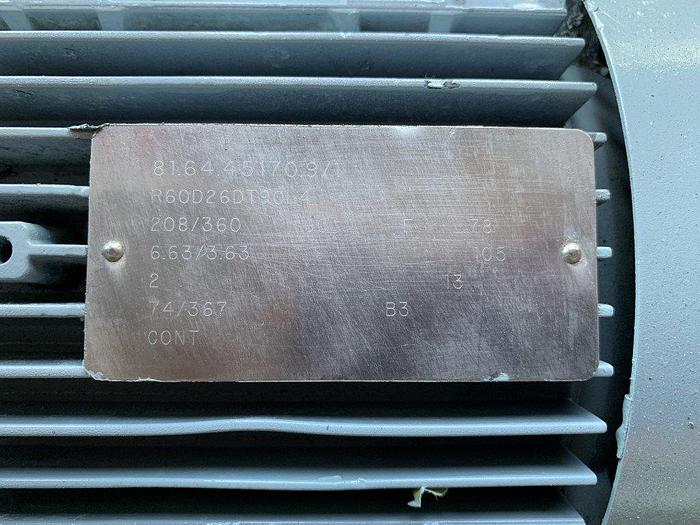 81.64.45170.9/1
R60D26DT90L4
208/360 F 78
6.63/3.63 105
2 13
74/367 B3
CONT